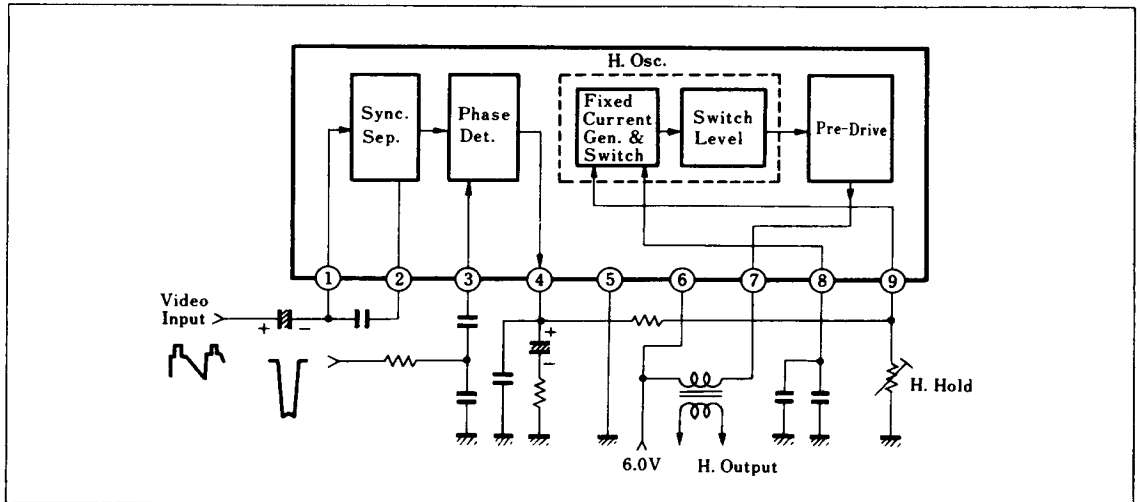 H. Osc.
Sync.
Sep.
Phase
Det.
Fixed
Current
Gen. &
Switch
Switch
Level
Pre-Drive
1 2 3 4 5 6 7 8 9
Video
Input
+ −
+
−
H. Hold
6.0V
H. Output